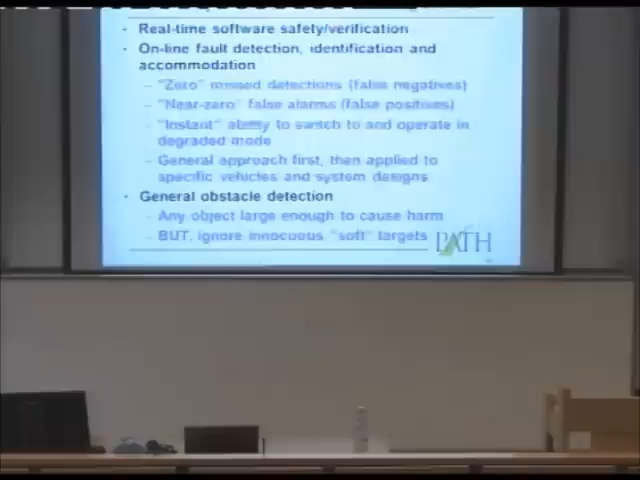 · Real-time software safety/verification
· On-line fault detection, identification and
accommodation
– "Zero" missed detections (false negatives)
– "Near-zero" false alarms (false positives)
– "Instant" ability to switch to and operate in
degraded mode
– General approach first, then applied to
specific vehicles and system designs
· General obstacle detection
– Any object large enough to cause harm
– BUT, ignore innocuous "soft" targets
PATH